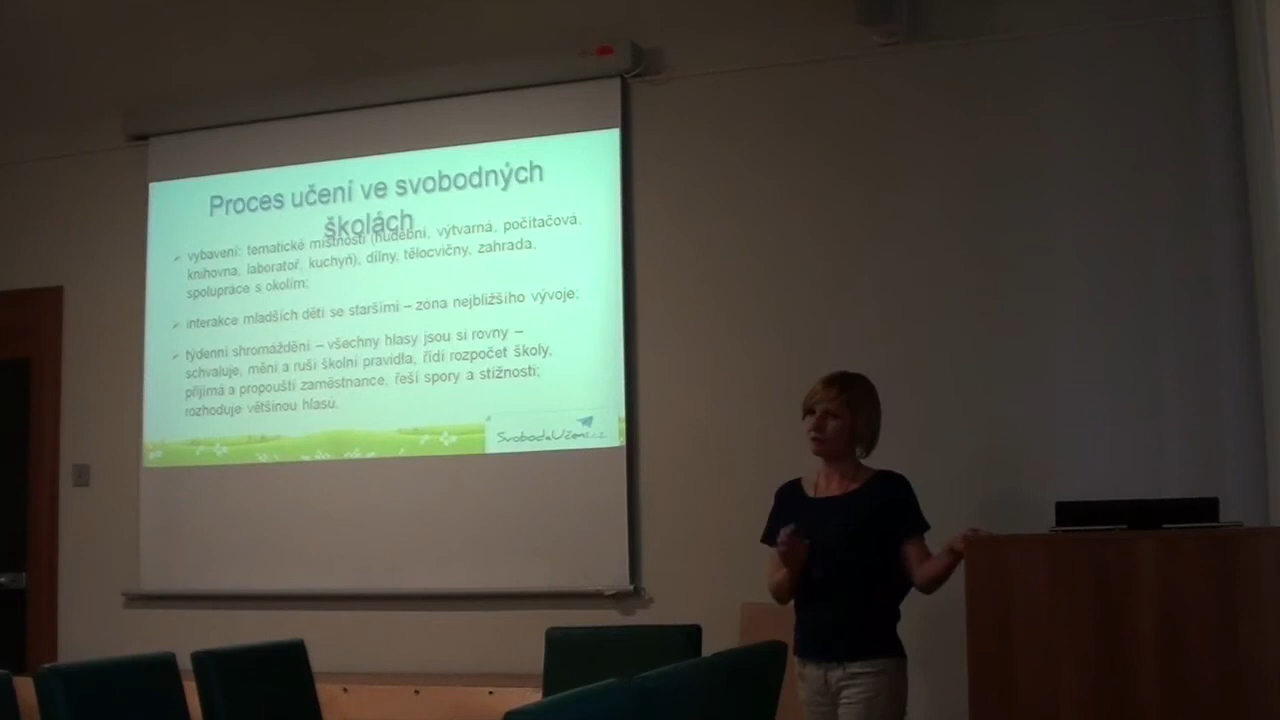 Proces učení ve svobodných
školách
vybavení: tematické místnosti (hudební, výtvarná, počítačová,
knihovna, laboratoř, kuchyň), dílny, tělocvičny, zahrada,
spolupráce s okolím;
interakce mladších dětí se staršími – zóna nejbližšího vývoje;
týdenní shromáždění – všechny hlasy jsou si rovny –
schvaluje, mění a ruší školní pravidla, řídí rozpočet školy,
přijímá a propouští zaměstnance, řeší spory a stížnosti;
rozhoduje většinou hlasů.
SvobodaUčení.cz